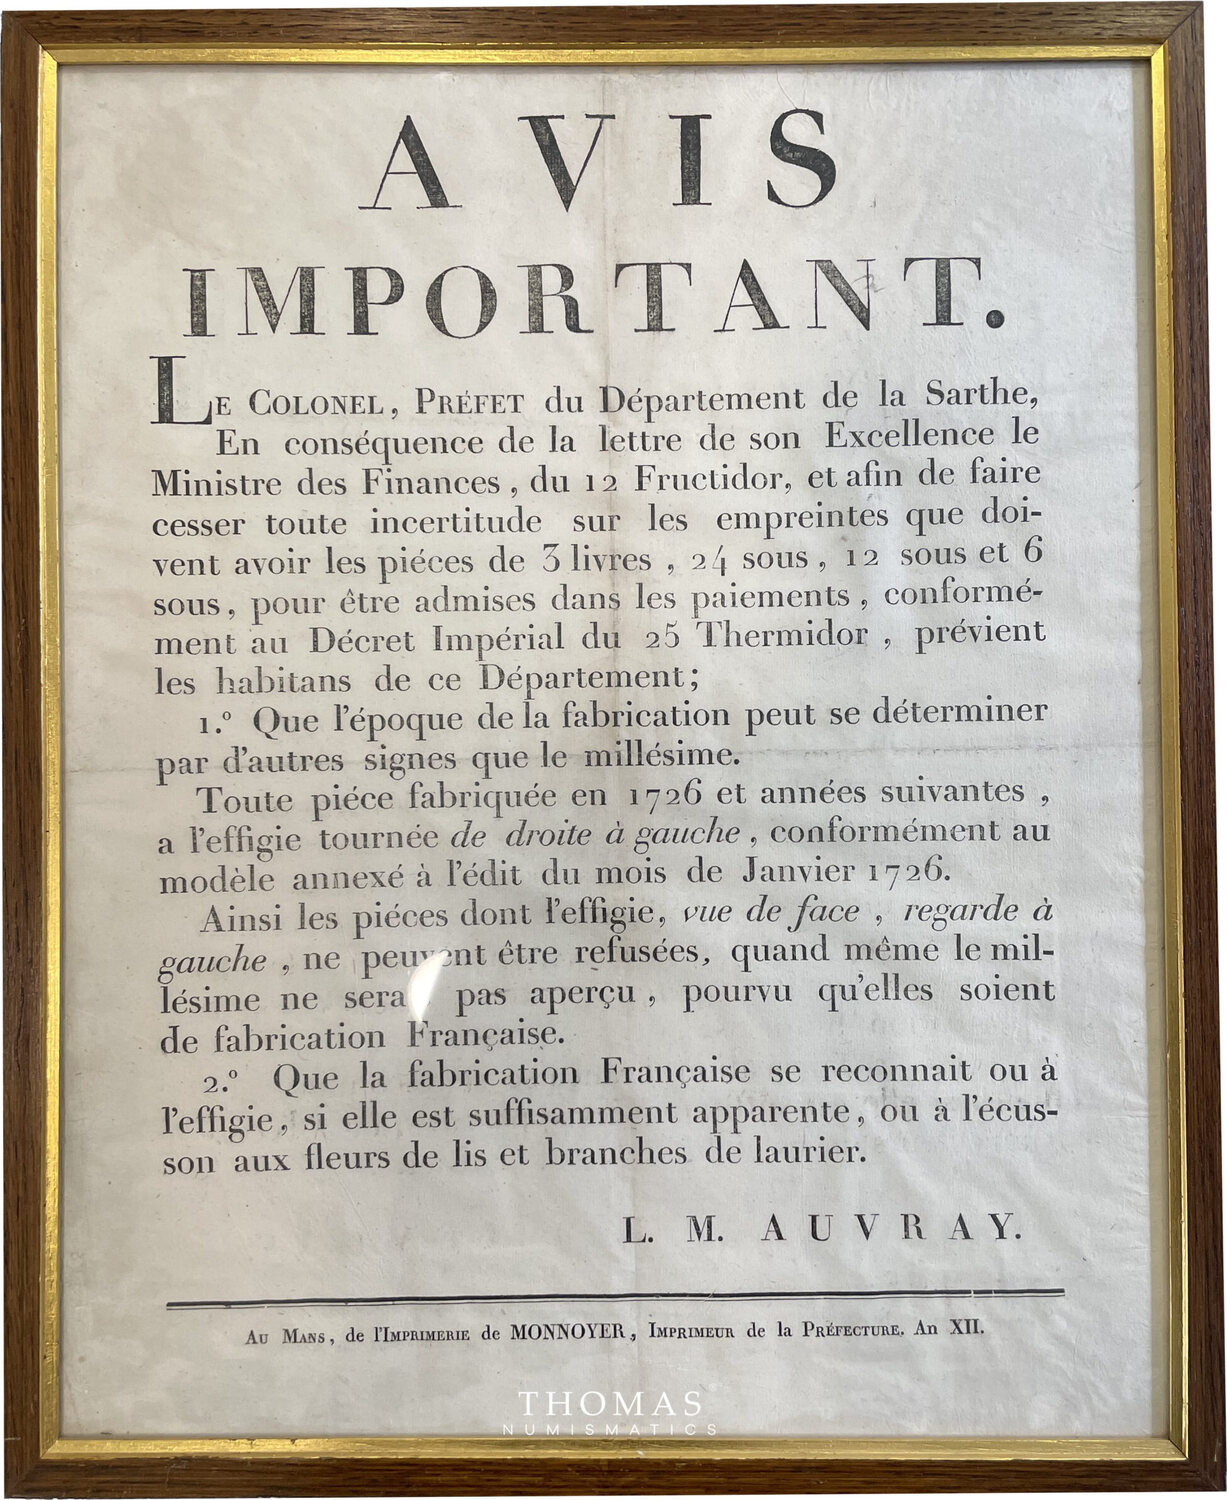 AVIS
IMPORTANT.
LE COLONEL, PRÉFET du Département de la Sarthe,
En conséquence de la lettre de son Excellence le
Ministre des Finances, du 12 Fructidor, et afin de faire
cesser toute incertitude sur les empreintes que doi-
vent avoir les piéces de 3 livres, 24 sous, 12 sous et 6
sous, pour être admises dans les paiements, conformé-
ment au Décret Impérial du 25 Thermidor, prévient
les habitans de ce Département;
1.º Que l'époque de la fabrication peut se déterminer
par d'autres signes que le millésime.
Toute piéce fabriquée en 1726 et années suivantes,
a l'effigie tournée de droite à gauche, conformément au
modèle annexé à l'édit du mois de Janvier 1726.
Ainsi les piéces dont l'effigie, vue de face, regarde à
gauche, ne peuvent être refusées, quand même le mil-
lésime ne sera pas aperçu, pourvu qu'elles soient
de fabrication Française.
2.º Que la fabrication Française se reconnait ou à
l'effigie, si elle est suffisamment apparente, ou à l'écus-
son aux fleurs de lis et branches de laurier.
L. M. AUVRAY.
AU MANS, de l'IMPRIMERIE de MONNOYER, IMPRIMEUR de la PRÉFECTURE. An XII.
THOMAS
NUMISMATICS